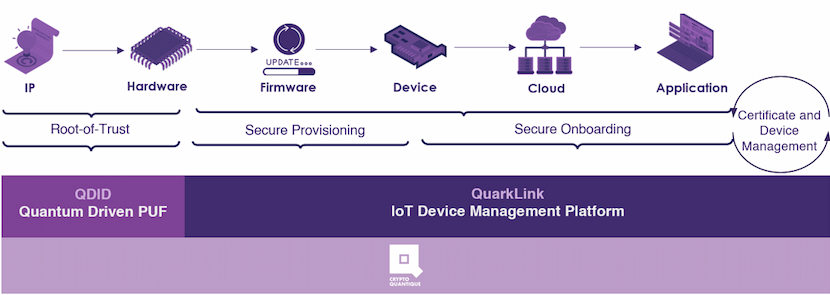 UPDATE...
IP
Hardware
Firmware
Device
Cloud
Application
Root-of-Trust
Secure Provisioning
Secure Onboarding
Certificate and
Device
Management
QDID
Quantum Driven PUF
QuarkLink
IoT Device Management Platform
CRYPTO
QUANTIQUE